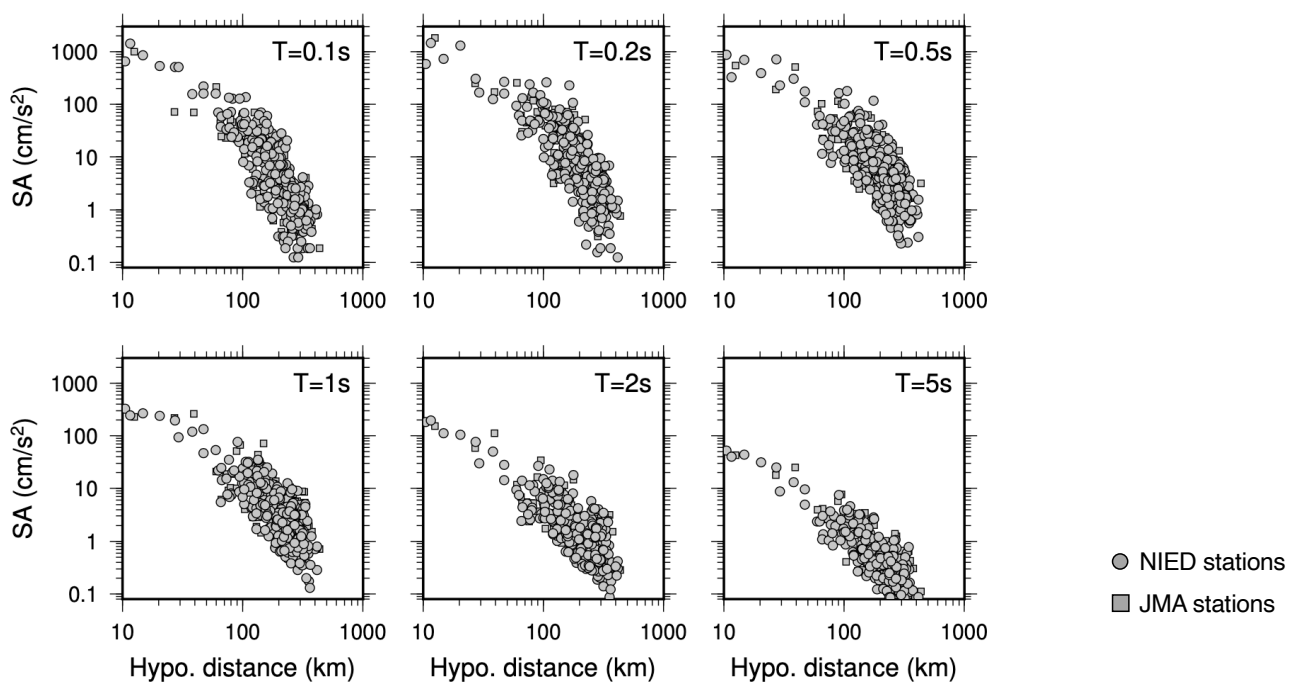 T=0.1s
T=0.2s
T=0.5s
SA (cm/s²)
1000
100
10
1
0.1
10 100 1000
10 100 1000
10 100 1000
T=1s
T=2s
T=5s
SA (cm/s²)
1000
100
10
1
0.1
10 100 1000
10 100 1000
10 100 1000
Hypo. distance (km)
Hypo. distance (km)
Hypo. distance (km)
NIED stations
JMA stations